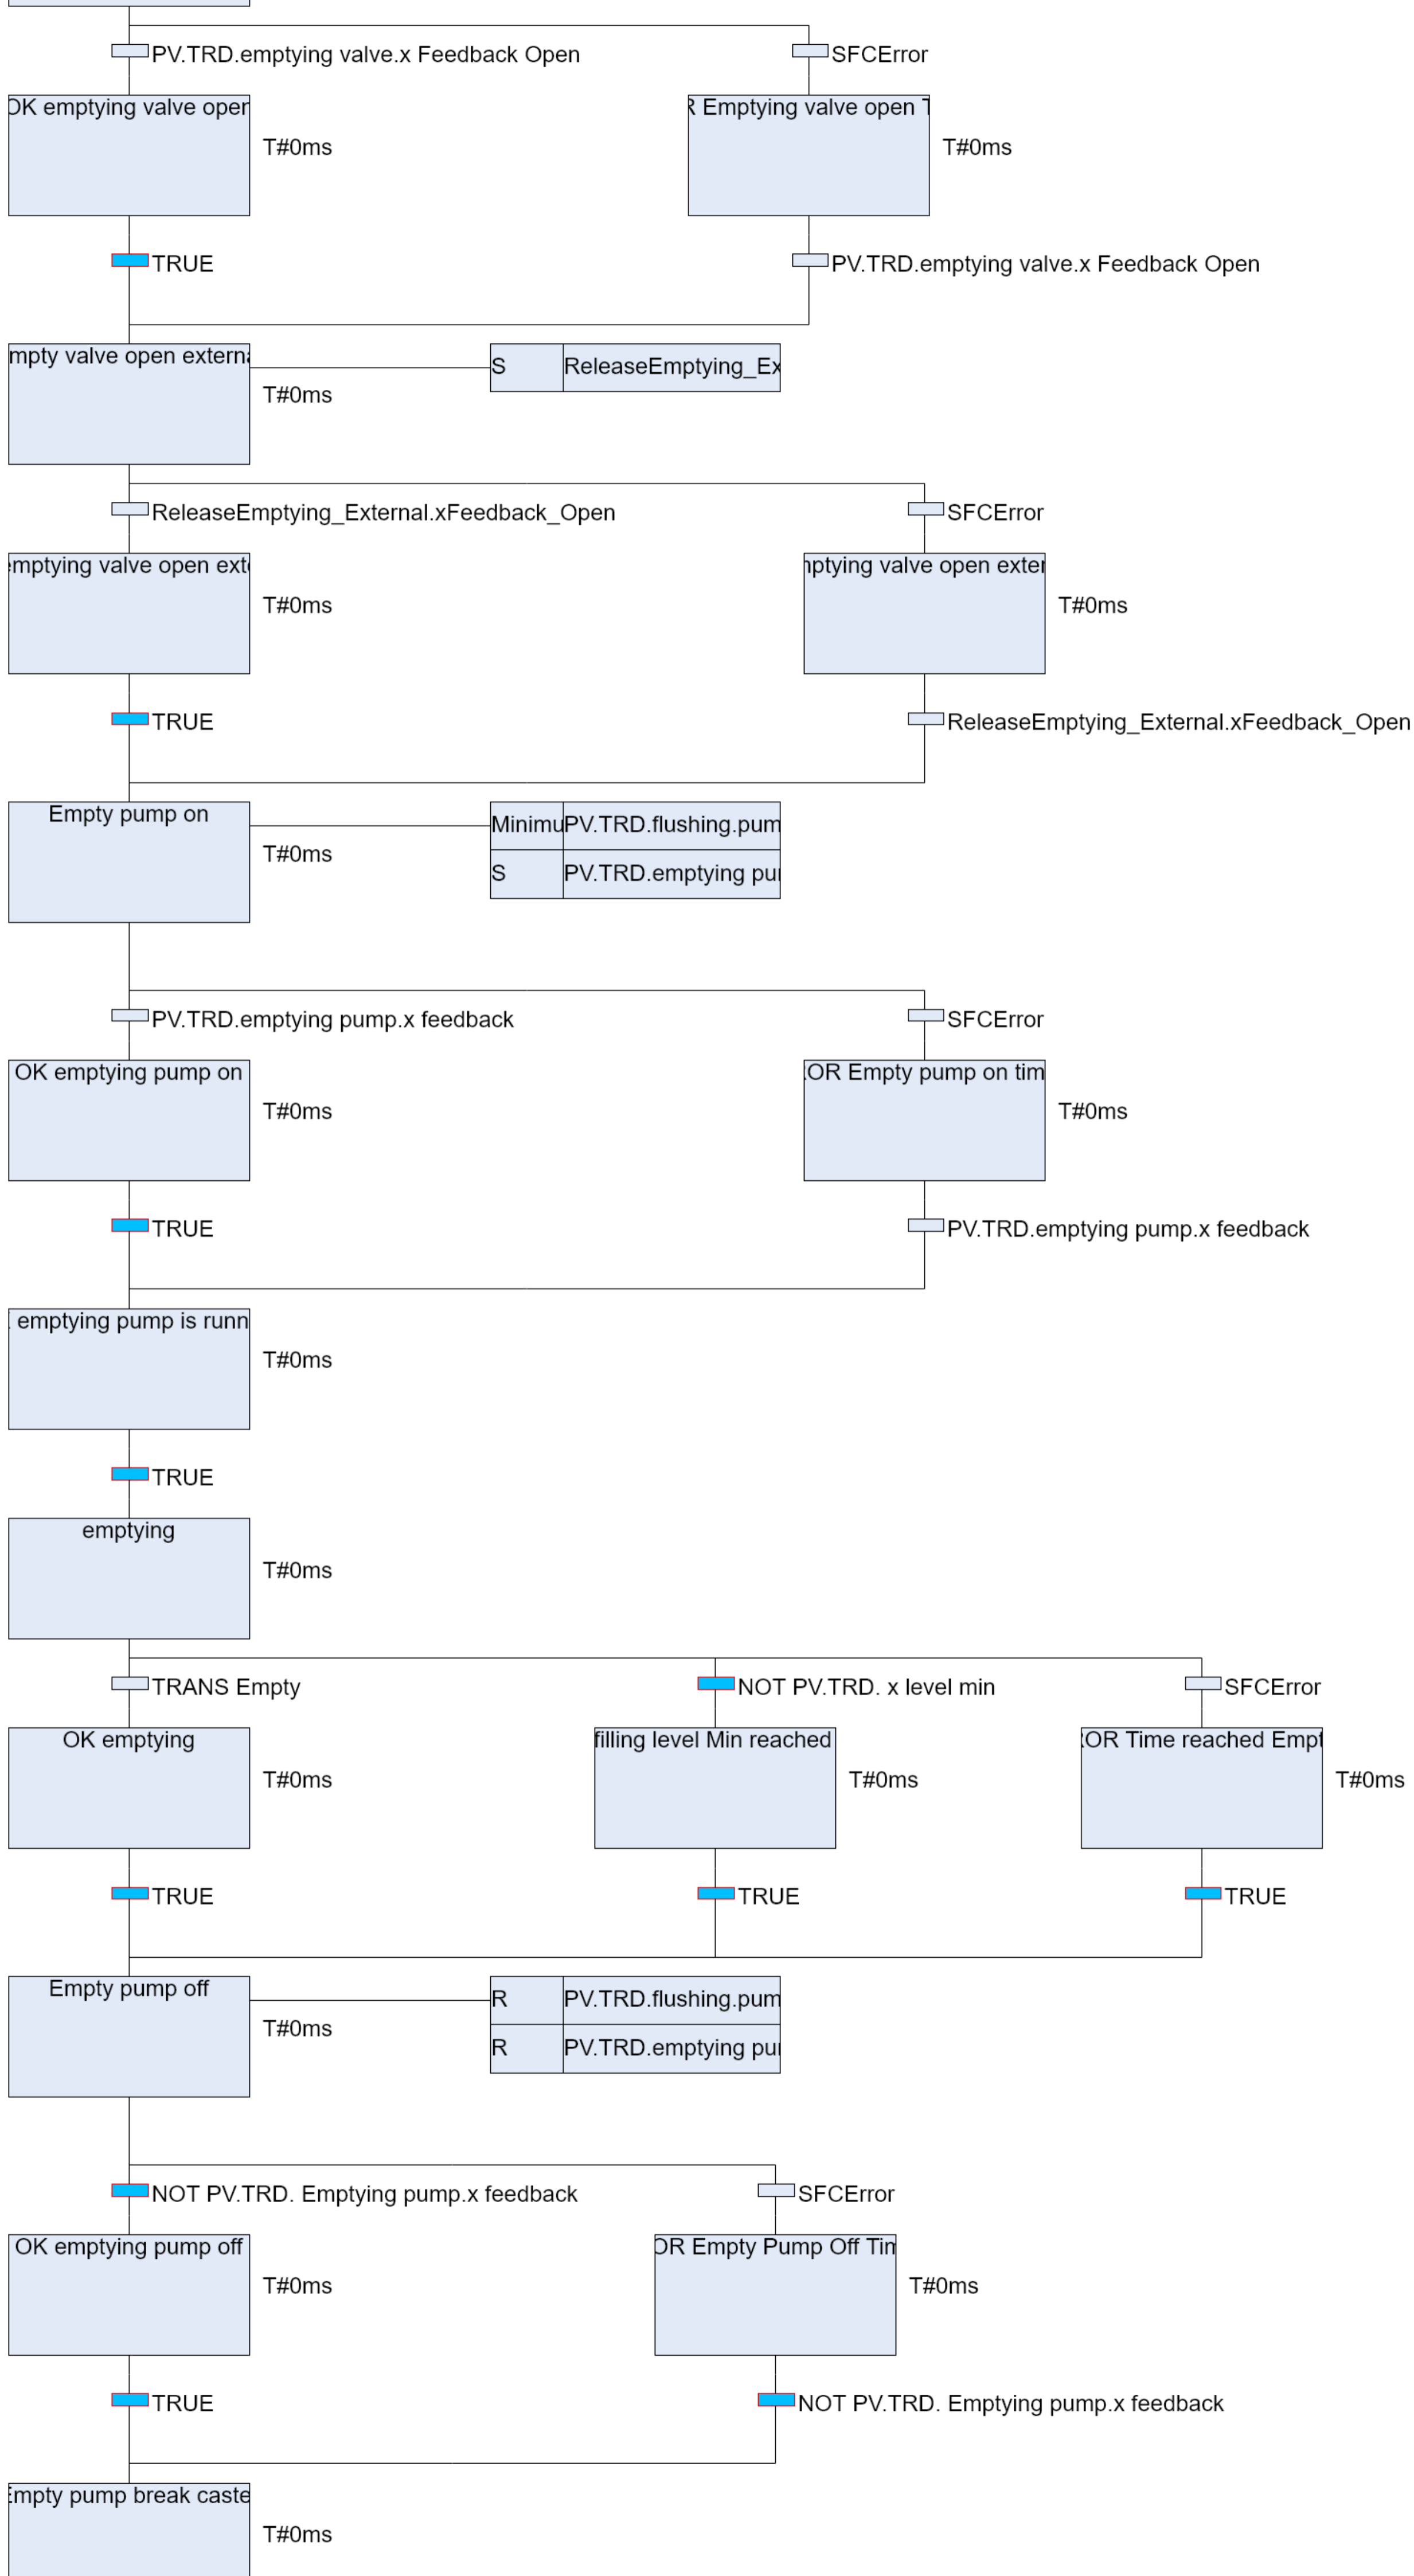 PV.TRD.emptying valve.x Feedback Open
SFCError
OK emptying valve open
T#0ms
R Emptying valve open T
T#0ms
TRUE
PV.TRD.emptying valve.x Feedback Open
mpty valve open externa
T#0ms
S
ReleaseEmptying_Ex
ReleaseEmptying_External.xFeedback_Open
SFCError
emptying valve open exte
T#0ms
nptying valve open exter
T#0ms
TRUE
ReleaseEmptying_External.xFeedback_Open
Empty pump on
T#0ms
Minimu
PV.TRD.flushing.pum
S
PV.TRD.emptying pu
PV.TRD.emptying pump.x feedback
SFCError
OK emptying pump on
T#0ms
OR Empty pump on tim
T#0ms
TRUE
PV.TRD.emptying pump.x feedback
emptying pump is runn
T#0ms
TRUE
emptying
T#0ms
TRANS Empty
NOT PV.TRD. x level min
SFCError
OK emptying
T#0ms
filling level Min reached
T#0ms
OR Time reached Empt
T#0ms
TRUE
TRUE
TRUE
Empty pump off
T#0ms
R
PV.TRD.flushing.pum
R
PV.TRD.emptying pu
NOT PV.TRD. Emptying pump.x feedback
SFCError
OK emptying pump off
T#0ms
OR Empty Pump Off Tim
T#0ms
TRUE
NOT PV.TRD. Emptying pump.x feedback
Empty pump break caste
T#0ms